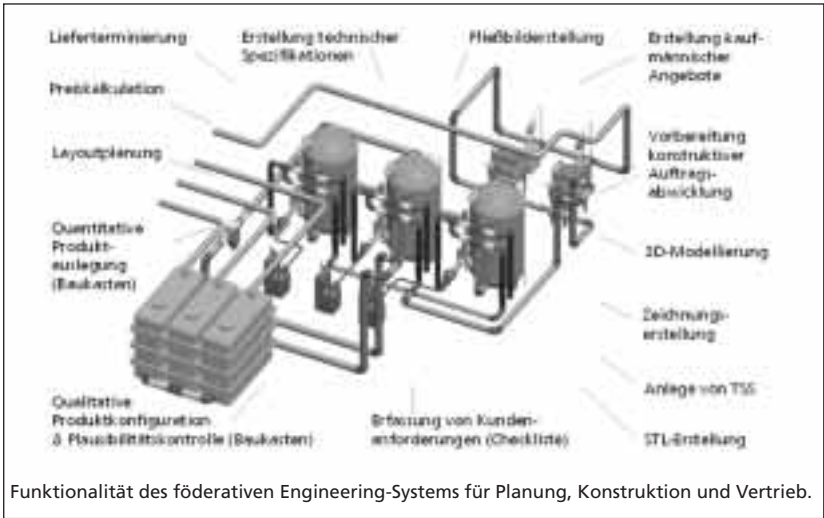 Lieferterminierung
Erstellung technischer
Spezifikationen
Fließbilderstellung
Erstellung kauf-
männischer
Angebote
Preiskalkulation
Layoutplanung
Vorbereitung
konstruktiver
Auftrags-
abwicklung
Quantitative
Produkt-
auslegung
(Baukasten)
3D-Modellierung
Zeichnungs-
erstellung
Anlage von TSS
Qualitative
Produktkonfiguration
& Plausibilitätskontrolle (Baukasten)
Erfassung von Kunden-
anforderungen (Checkliste)
STL-Erstellung
Funktionalität des föderativen Engineering-Systems für Planung, Konstruktion und Vertrieb.